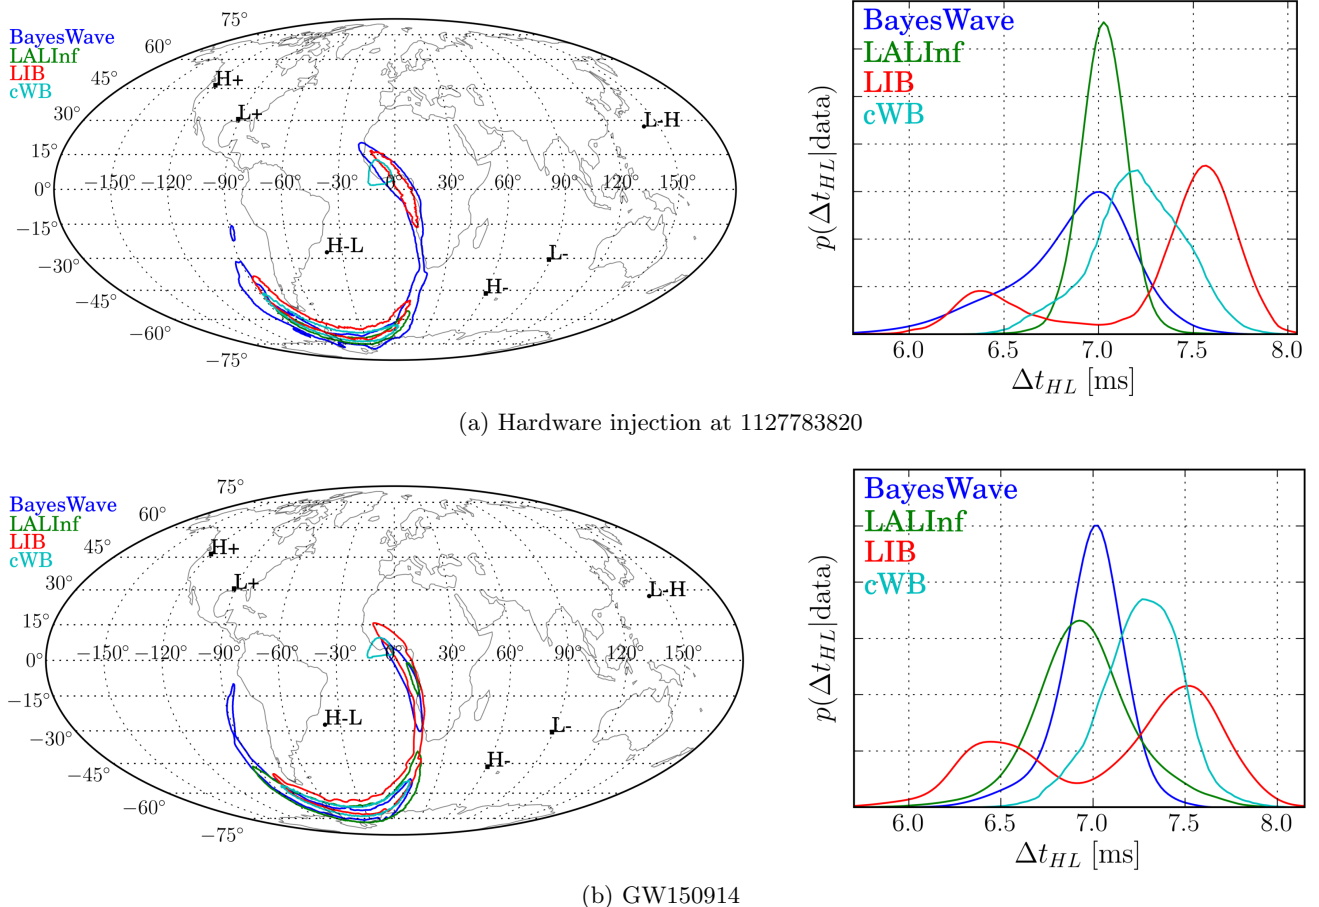 BayesWave
LALInf
LIB
cWB
75°
60°
45°
30°
15°
0°
−15°
−30°
−45°
−60°
−75°
−150° −120° −90° −60° −30° 0° 30° 60° 90° 120° 150°
H+
L+
L-H
H-L
L-
H-
BayesWave
LALInf
LIB
cWB
p(Δt_HL|data)
6.0 6.5 7.0 7.5 8.0
Δt_HL [ms]
(a) Hardware injection at 1127783820
BayesWave
LALInf
LIB
cWB
75°
60°
45°
30°
15°
0°
−15°
−30°
−45°
−60°
−75°
−150° −120° −90° −60° −30° 0° 30° 60° 90° 120° 150°
H+
L+
L-H
H-L
L-
H-
BayesWave
LALInf
LIB
cWB
p(Δt_HL|data)
6.0 6.5 7.0 7.5 8.0
Δt_HL [ms]
(b) GW150914